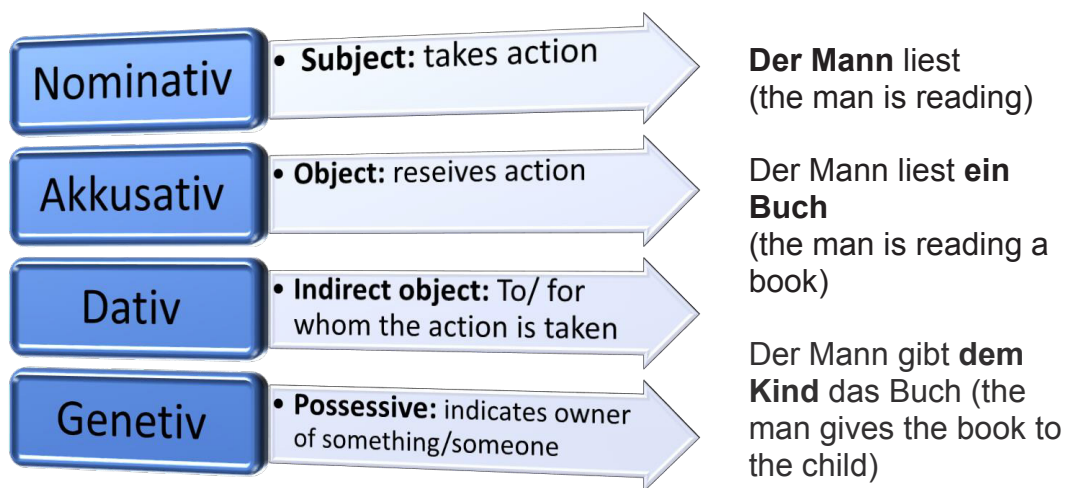 Nominativ
• Subject: takes action
Der Mann liest
(the man is reading)
Akkusativ
• Object: reseives action
Der Mann liest ein
Buch
(the man is reading a
book)
Dativ
• Indirect object: To/ for
whom the action is taken
Der Mann gibt dem
Kind das Buch (the
man gives the book to
the child)
Genetiv
• Possessive: indicates owner
of something/someone